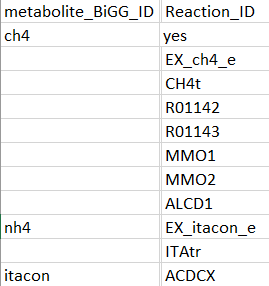 metabolite_BiGG_ID Reaction_ID
ch4 yes
EX_ch4_e
CH4t
R01142
R01143
MMO1
MMO2
ALCD1
nh4 EX_itacon_e
ITAtr
itacon ACDCX